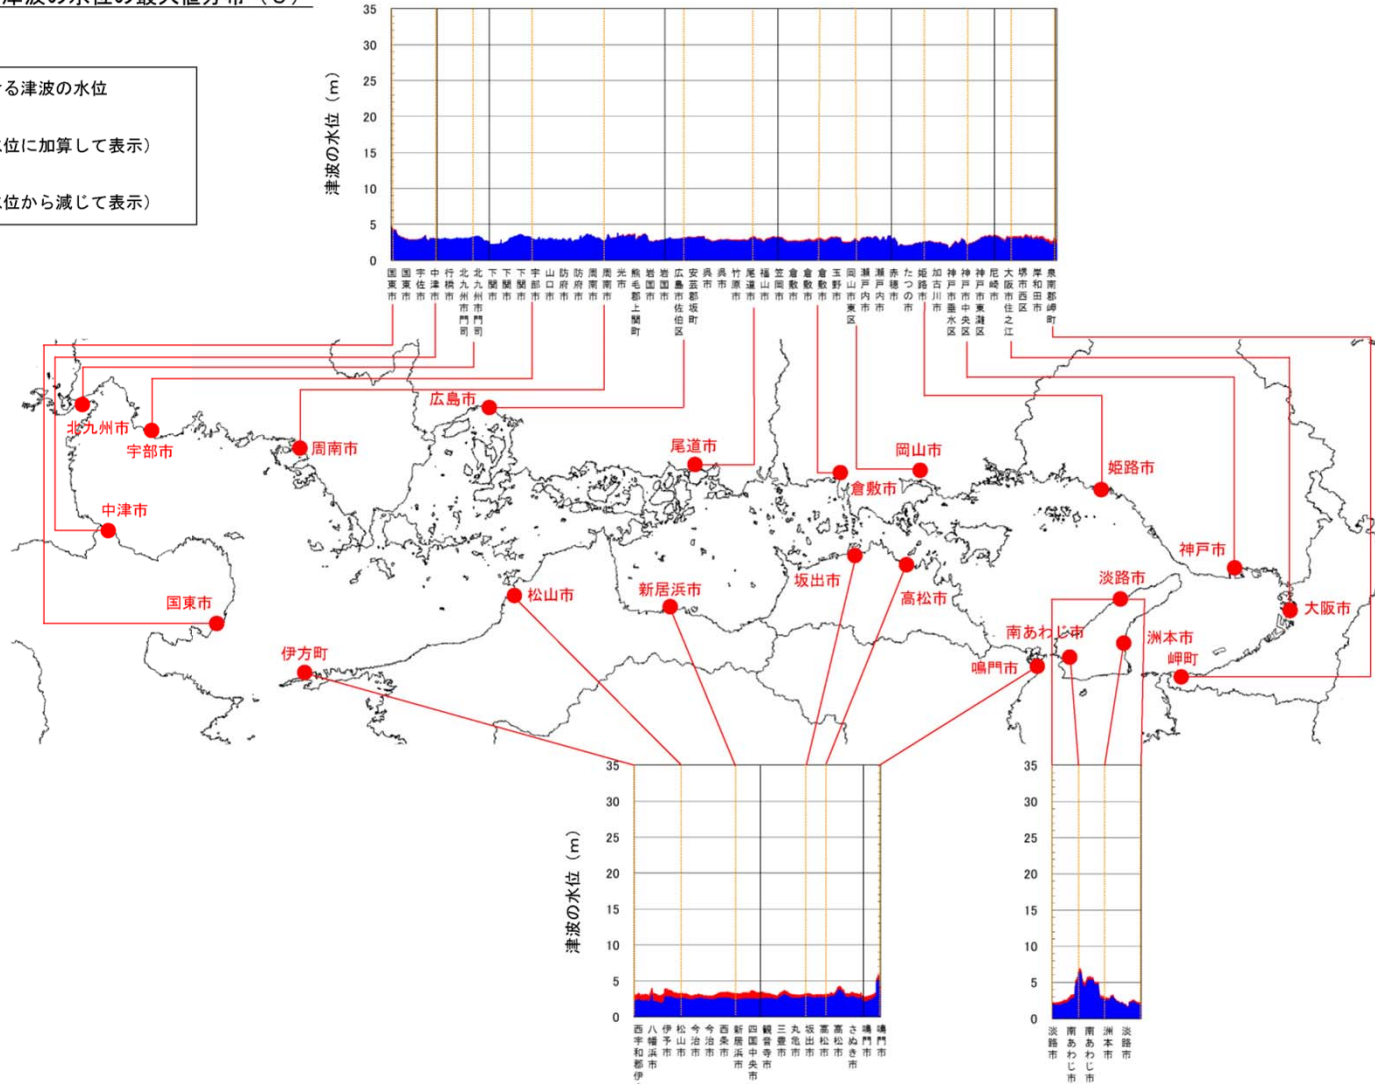 津波の水位の最大値分布
る津波の水位
位に加算して表示）
位から減じて表示）
津波の水位（m）
35
30
25
20
15
10
5
0
国東市
国東市
宇佐市
中津市
行橋市
北九州市門司
北九州市門司
下関市
下関市
下関市
宇部市
山口市
防府市
防府市
周南市
周南市
光市
熊毛郡上関町
岩国市
岩国市
広島市佐伯区
安芸郡坂町
呉市
呉市
竹原市
尾道市
福山市
笠岡市
倉敷市
倉敷市
倉敷市
玉野市
岡山市東区
瀬戸内市
瀬戸内市
赤穂市
たつの市
姫路市
加古川市
神戸市垂水区
神戸市中央区
神戸市東灘区
尼崎市
大阪市住之江
堺市西区
岸和田市
泉南郡岬町
北九州市
宇部市
周南市
広島市
尾道市
倉敷市
岡山市
姫路市
中津市
国東市
伊方町
松山市
新居浜市
坂出市
高松市
神戸市
淡路市
大阪市
南あわじ市
洲本市
鳴門市
岬町
津波の水位（m）
35
30
25
20
15
10
5
0
西宇和郡伊
八幡浜市
伊予市
松山市
今治市
今治市
西条市
新居浜市
四国中央市
観音寺市
三豊市
丸亀市
坂出市
高松市
高松市
さぬき市
鳴門市
鳴門市
35
30
25
20
15
10
5
0
淡路市
南あわじ市
南あわじ市
洲本市
淡路市